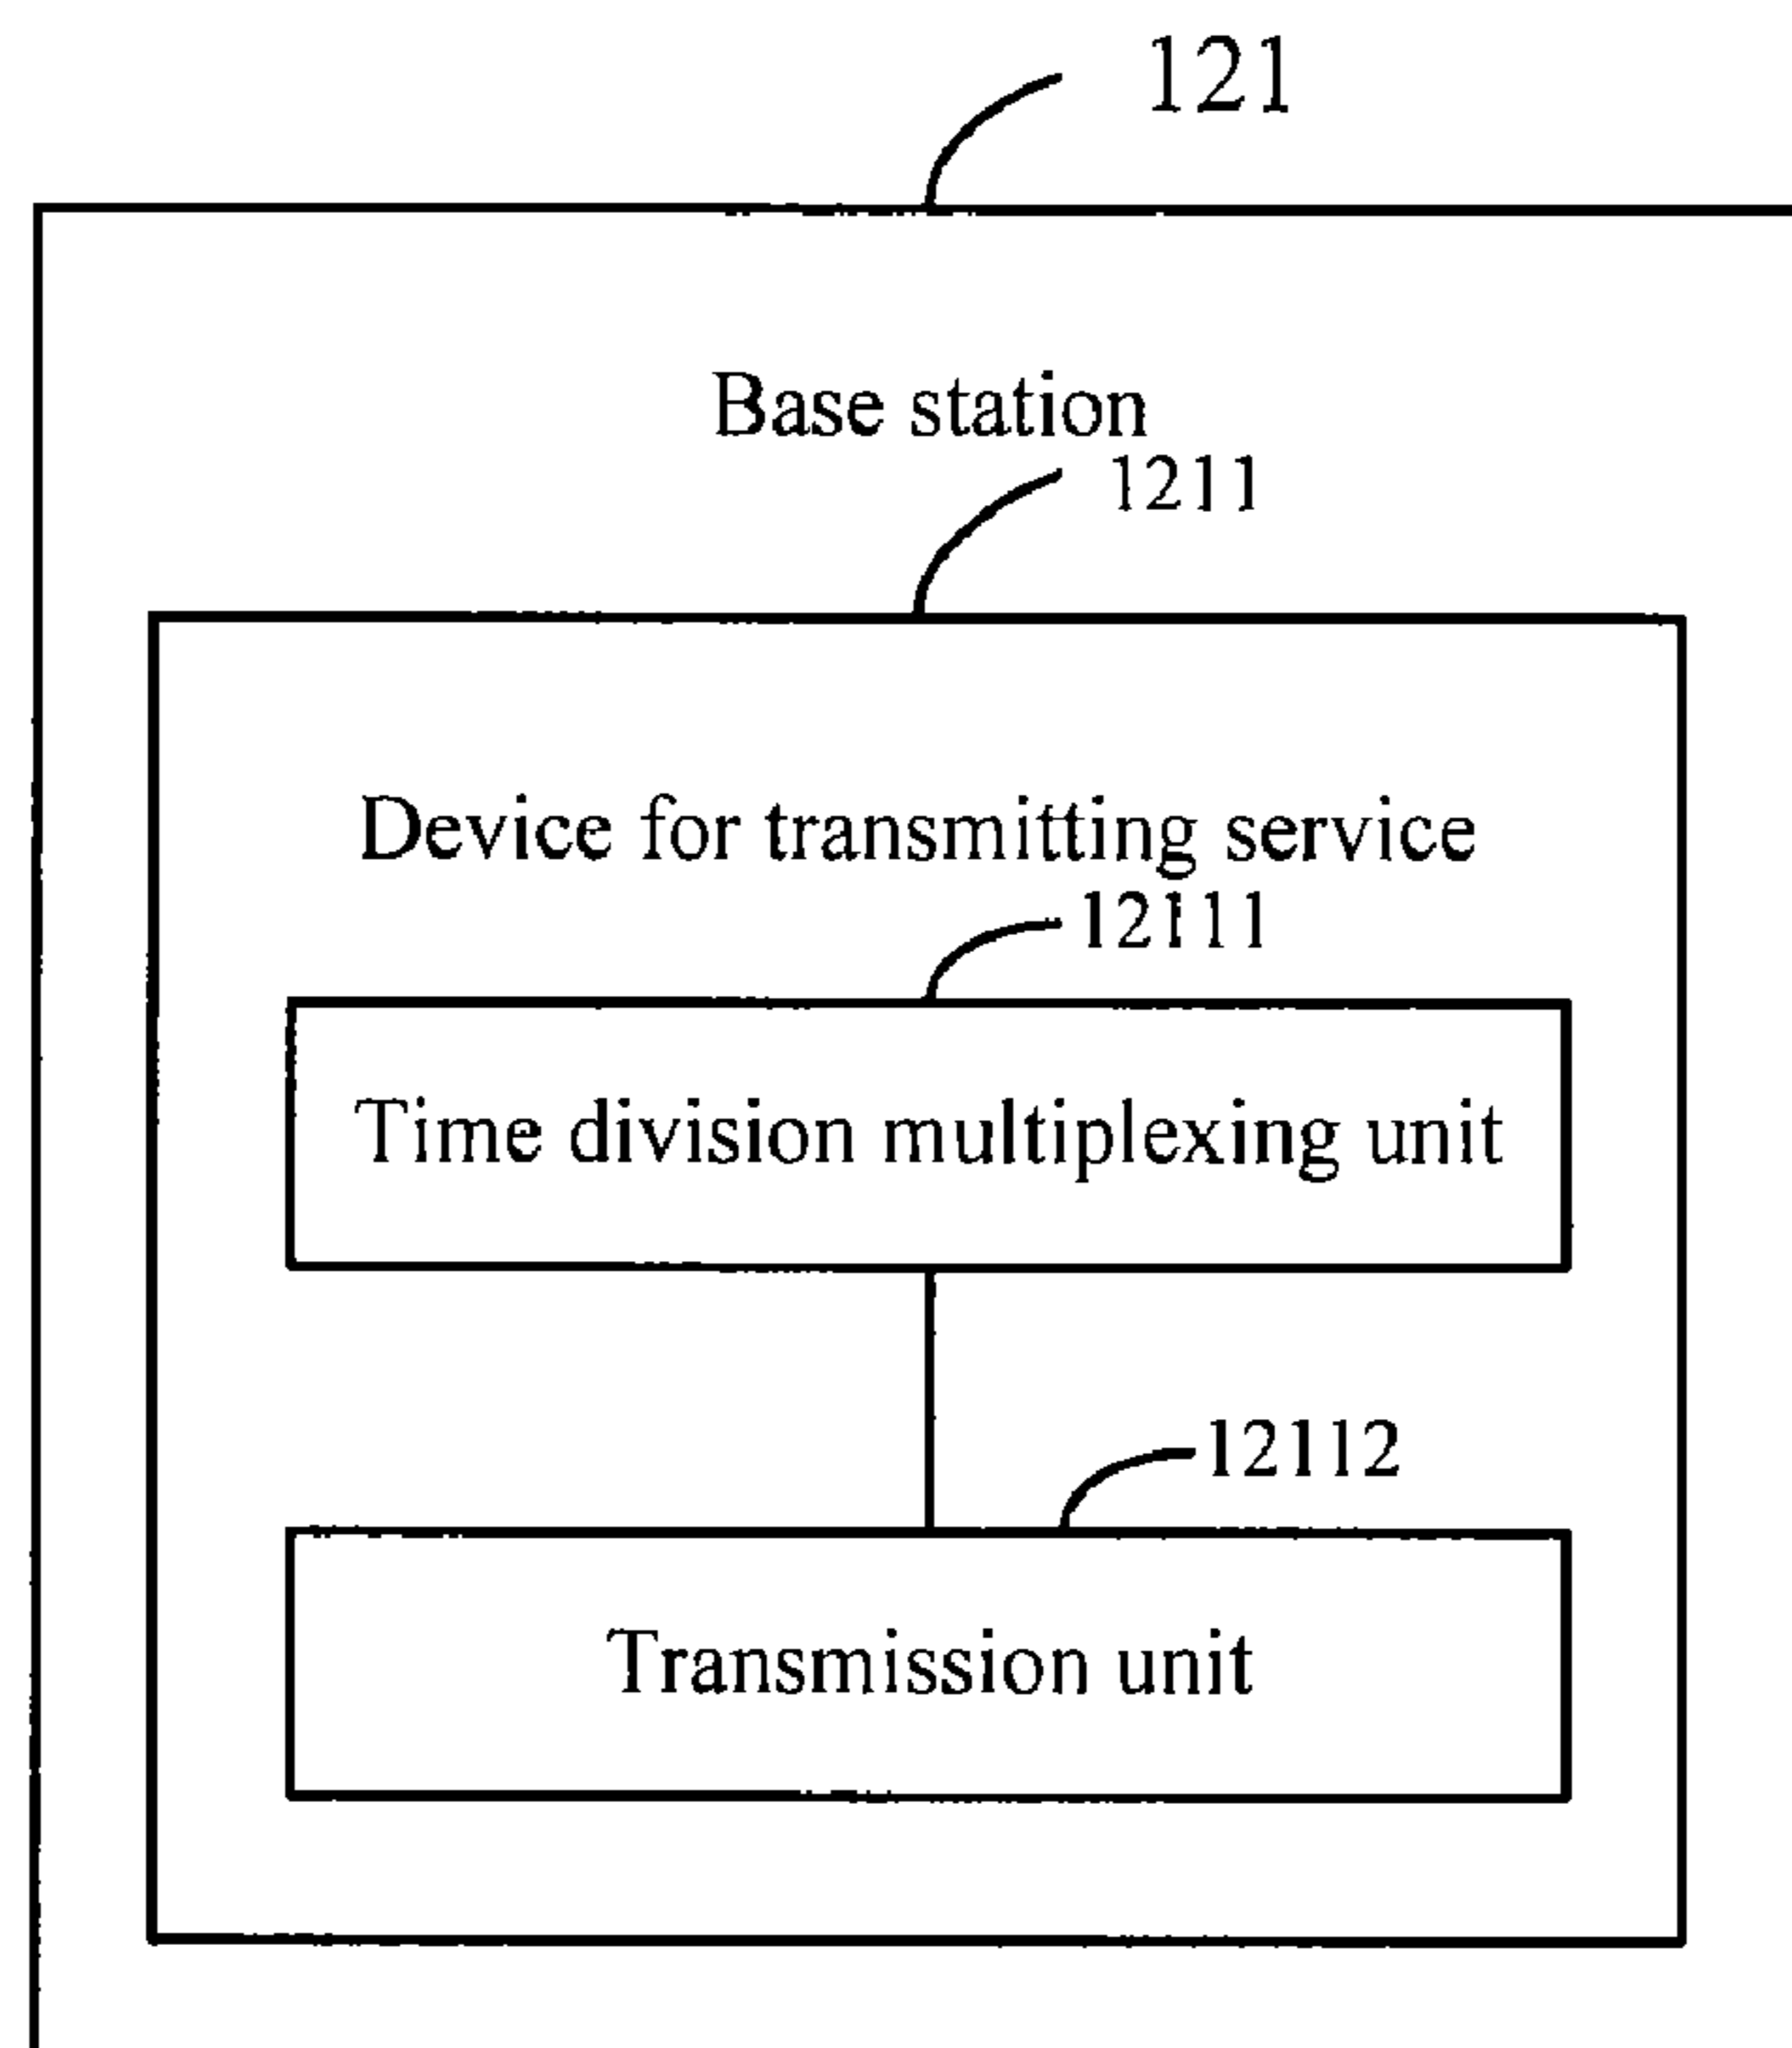 121
Base station
1211
Device for transmitting service
12111
Time division multiplexing unit
12112
Transmission unit